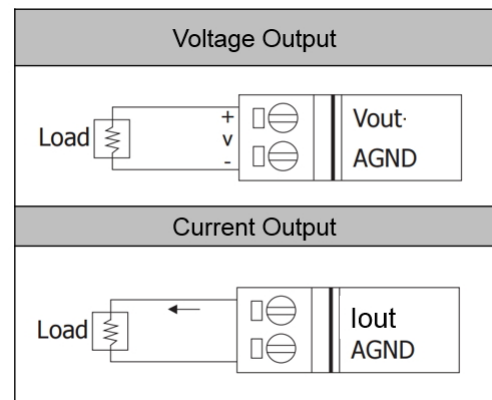 Voltage Output
Load
+
v
-
Vout.
AGND
Current Output
Load
Iout
AGND